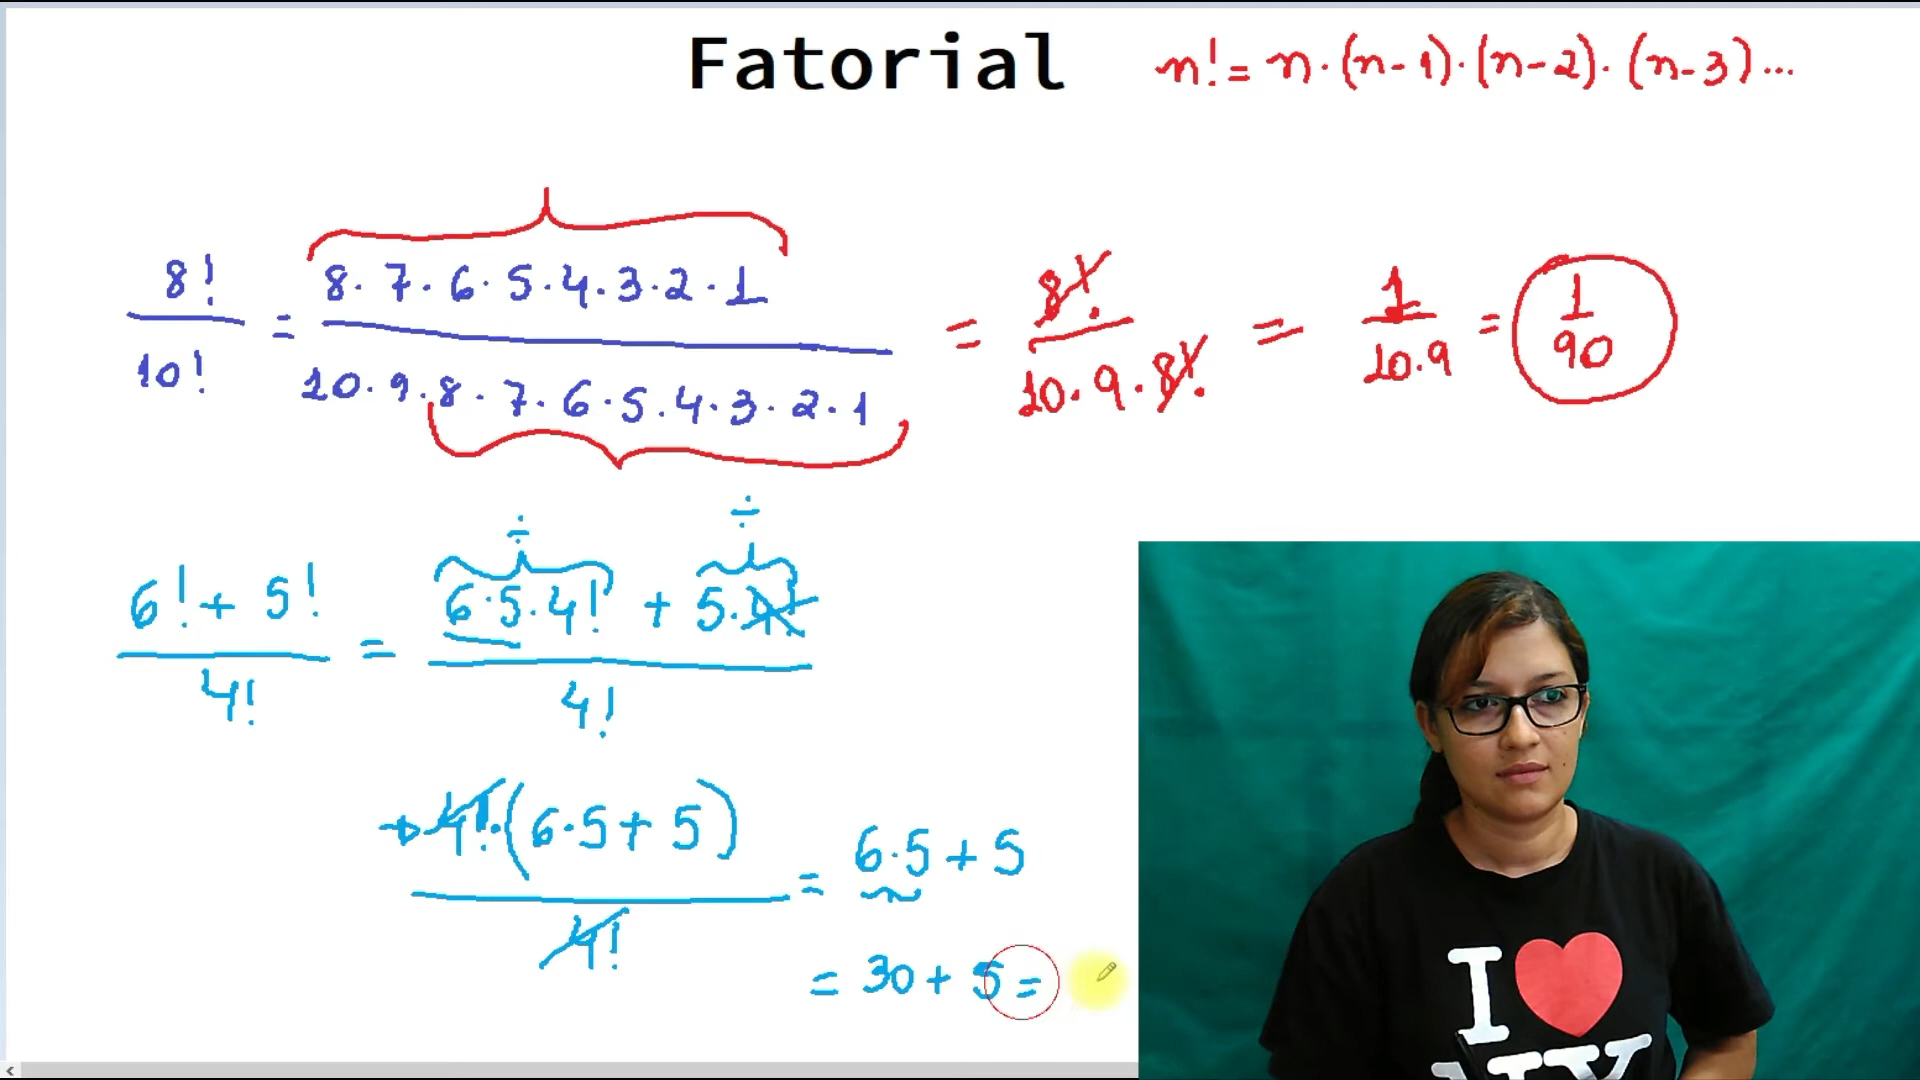 Fatorial
n! = n · (n-1) · (n-2) · (n-3) ...
8! / 10! = 8 · 7 · 6 · 5 · 4 · 3 · 2 · 1 / 10 · 9 · 8 · 7 · 6 · 5 · 4 · 3 · 2 · 1 = 8! / 10 · 9 · 8! = 1 / 10 · 9 = 1 / 90
÷ ÷
6! + 5! / 4! = 6 · 5 · 4! + 5 · 4! / 4!
4! · (6 · 5 + 5) / 4! = 6 · 5 + 5
= 30 + 5 =
I ♥
NY